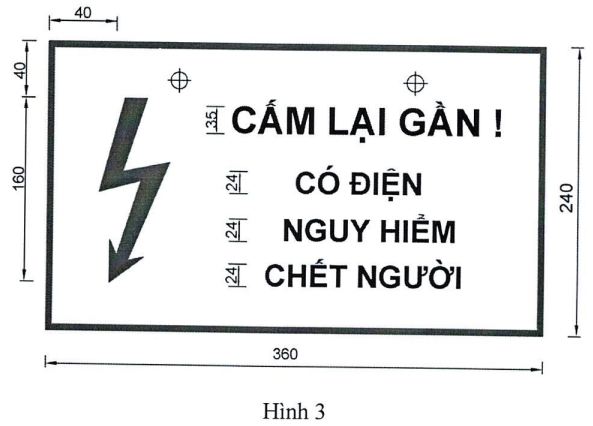 40
40
35
CẤM LẠI GẦN !
160
24
CÓ ĐIỆN
240
24
NGUY HIỂM
24
CHẾT NGƯỜI
360
Hình 3